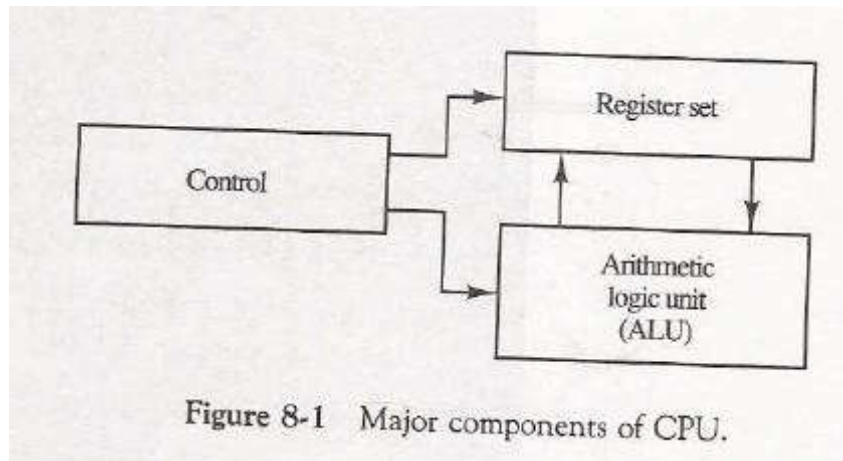 Register set
Control
Arithmetic
logic unit
(ALU)
Figure 8-1 Major components of CPU.